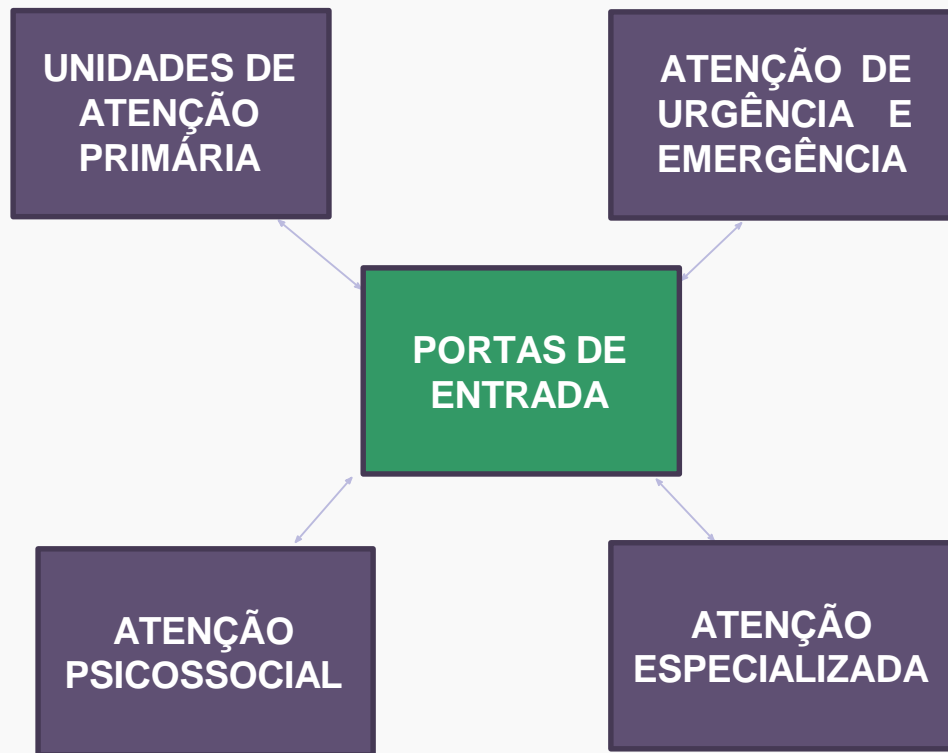 UNIDADES DE
ATENÇÃO
PRIMÁRIA
ATENÇÃO DE
URGÊNCIA E
EMERGÊNCIA
PORTAS DE
ENTRADA
ATENÇÃO
PSICOSSOCIAL
ATENÇÃO
ESPECIALIZADA